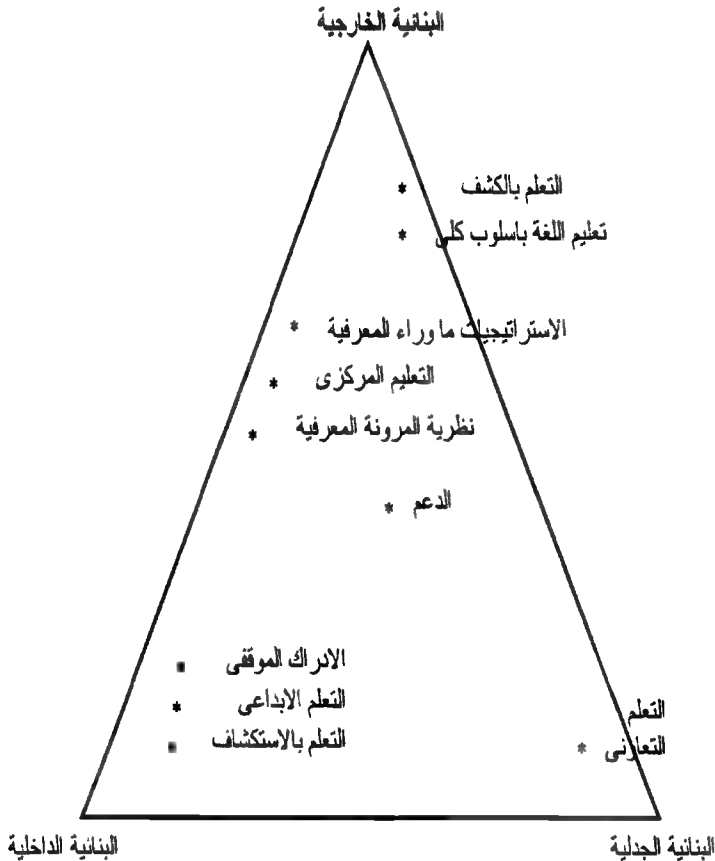 البنائية الخارجية
التعلم بالكشف
تعليم اللغة باسلوب كلى
الاستراتيجيات ما وراء المعرفية
التعليم المركزى
نظرية المرونة المعرفية
الدعم
الادراك الموقفى
التعلم الابداعى
التعلم بالاستكشاف
التعلم
التعاونى
البنائية الجدلية
البنائية الداخلية